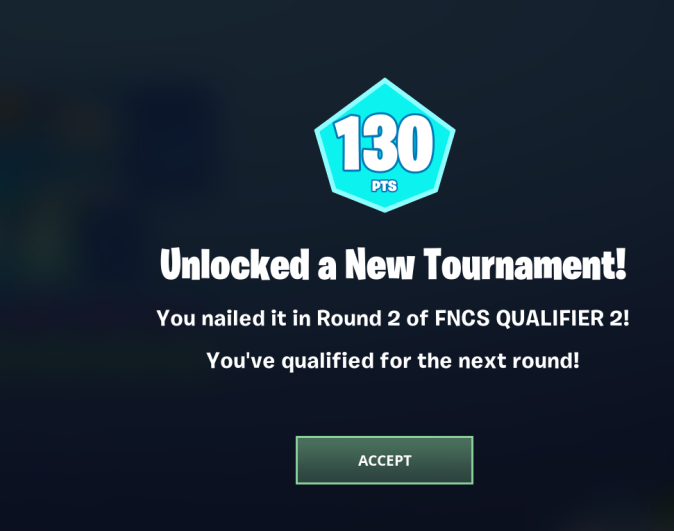 130
PTS
Unlocked a New Tournament!
You nailed it in Round 2 of FNCS QUALIFIER 2!
You've qualified for the next round!
ACCEPT